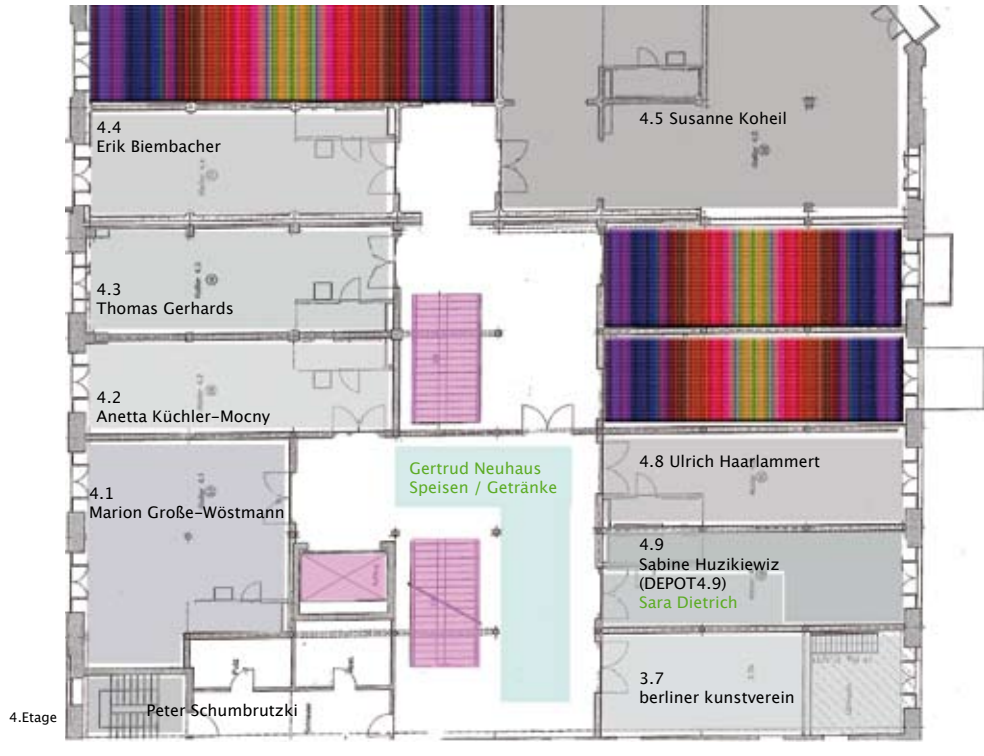 4.4
Erik Biembacher
4.5 Susanne Koheil
4.3
Thomas Gerhards
4.2
Anetta Küchler-Mocny
Gertrud Neuhaus
Speisen / Getränke
4.8 Ulrich Haarlammert
4.1
Marion Große-Wöstmann
4.9
Sabine Huzikiewiz
(DEPOT4.9)
Sara Dietrich
3.7
berliner kunstverein
Peter Schumbrutzki
4.Etage